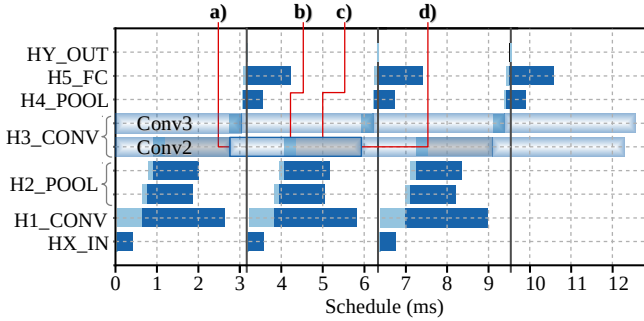 a) b) c) d)
HY_OUT
H5_FC
H4_POOL
Conv3
H3_CONV
Conv2
H2_POOL
H1_CONV
HX_IN
0 1 2 3 4 5 6 7 8 9 10 11 12
Schedule (ms)